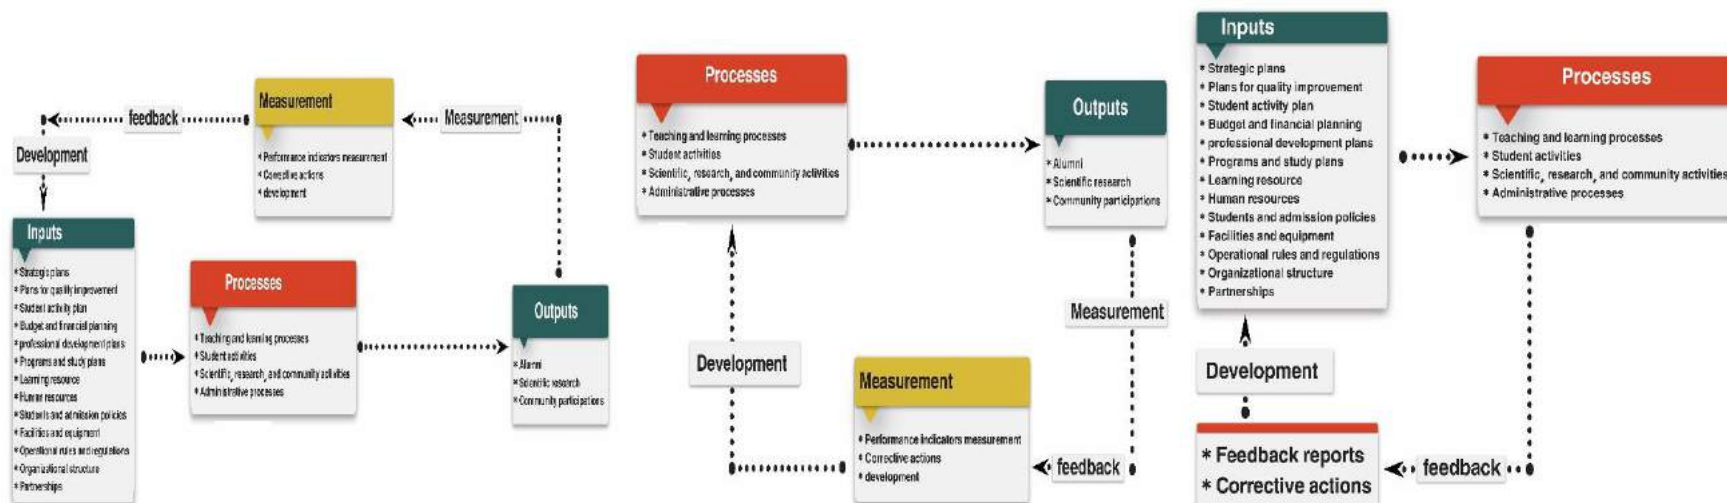 Measurement
* Performance indicators measurement
* Corrective actions
* development
feedback
Measurement
Development
Inputs
* Strategic plans
* Plans for quality improvement
* Student activity plan
* Budget and financial planning
* professional development plans
* Programs and study plans
* Learning resource
* Human resources
* Students and admission policies
* Facilities and equipment
* Operational rules and regulations
* Organizational structure
* Partnerships
Processes
* Teaching and learning processes
* Student activities
* Scientific, research, and community activities
* Administrative processes
Outputs
* Alumni
* Scientific research
* Community participations
Processes
* Teaching and learning processes
* Student activities
* Scientific, research, and community activities
* Administrative processes
Outputs
* Alumni
* Scientific research
* Community participations
Measurement
Development
Measurement
* Performance indicators measurement
* Corrective actions
* development
feedback
Inputs
* Strategic plans
* Plans for quality improvement
* Student activity plan
* Budget and financial planning
* professional development plans
* Programs and study plans
* Learning resource
* Human resources
* Students and admission policies
* Facilities and equipment
* Operational rules and regulations
* Organizational structure
* Partnerships
Processes
* Teaching and learning processes
* Student activities
* Scientific, research, and community activities
* Administrative processes
Development
* Feedback reports
* Corrective actions
feedback